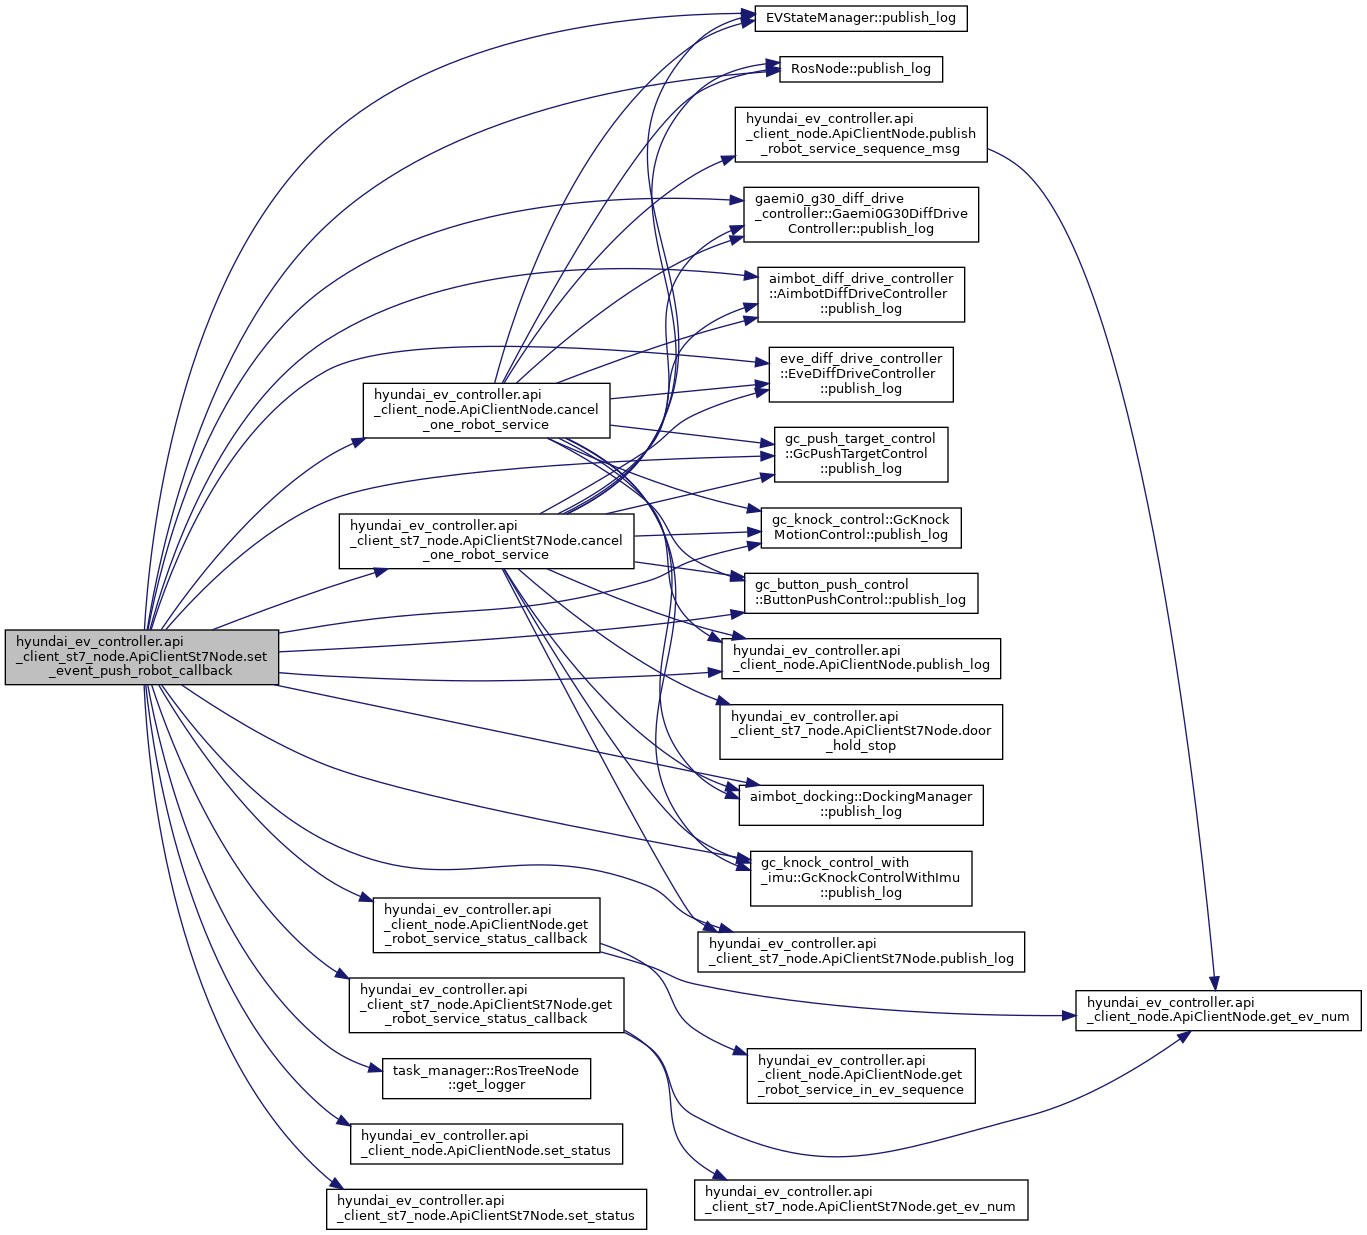 EVStateManager::publish_log
RosNode::publish_log
hyundai_ev_controller.api
_client_node.ApiClientNode.publish
_robot_service_sequence_msg
gaemi0_g30_diff_drive
_controller::Gaemi0G30DiffDrive
Controller::publish_log
aimbot_diff_drive_controller
::AimbotDiffDriveController
::publish_log
eve_diff_drive_controller
::EveDiffDriveController
::publish_log
hyundai_ev_controller.api
_client_node.ApiClientNode.cancel
_one_robot_service
gc_push_target_control
::GcPushTargetControl
::publish_log
gc_knock_control::GcKnock
MotionControl::publish_log
hyundai_ev_controller.api
_client_st7_node.ApiClientSt7Node.cancel
_one_robot_service
gc_button_push_control
::ButtonPushControl::publish_log
hyundai_ev_controller.api
_client_st7_node.ApiClientSt7Node.set
_event_push_robot_callback
hyundai_ev_controller.api
_client_node.ApiClientNode.publish_log
hyundai_ev_controller.api
_client_st7_node.ApiClientSt7Node.door
_hold_stop
aimbot_docking::DockingManager
::publish_log
gc_knock_control_with
_imu::GcKnockControlWithImu
::publish_log
hyundai_ev_controller.api
_client_node.ApiClientNode.get
_robot_service_status_callback
hyundai_ev_controller.api
_client_st7_node.ApiClientSt7Node.publish_log
hyundai_ev_controller.api
_client_st7_node.ApiClientSt7Node.get
_robot_service_status_callback
hyundai_ev_controller.api
_client_node.ApiClientNode.get_ev_num
task_manager::RosTreeNode
::get_logger
hyundai_ev_controller.api
_client_node.ApiClientNode.get
_robot_service_in_ev_sequence
hyundai_ev_controller.api
_client_node.ApiClientNode.set_status
hyundai_ev_controller.api
_client_st7_node.ApiClientSt7Node.get_ev_num
hyundai_ev_controller.api
_client_st7_node.ApiClientSt7Node.set_status